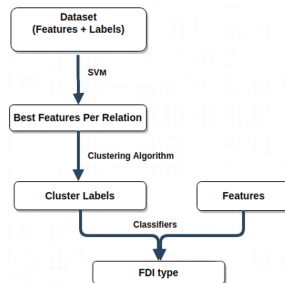 Dataset
(Features + Labels)
SVM
Best Features Per Relation
Clustering Algorithm
Cluster Labels
Features
Classifiers
FDI type